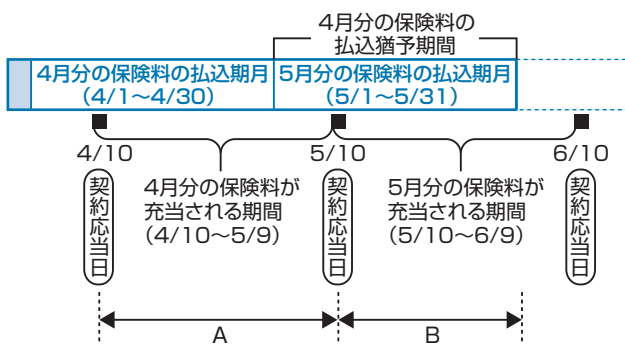 4月分の保険料の
払込猶予期間
4月分の保険料の払込期月
(4/1～4/30)
5月分の保険料の払込期月
(5/1～5/31)
4/10
5/10
6/10
契約応当日
4月分の保険料が
充当される期間
(4/10～5/9)
契約応当日
5月分の保険料が
充当される期間
(5/10～6/9)
契約応当日
A
B